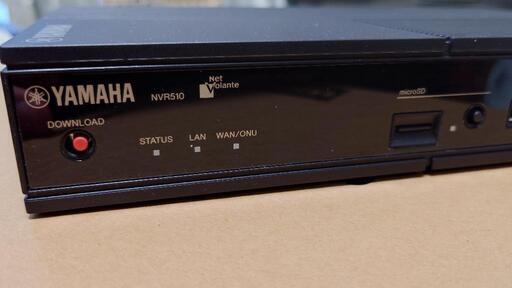 YAMAHA NVR510 Net Volante
microSD
DOWNLOAD
STATUS LAN WAN/ONU